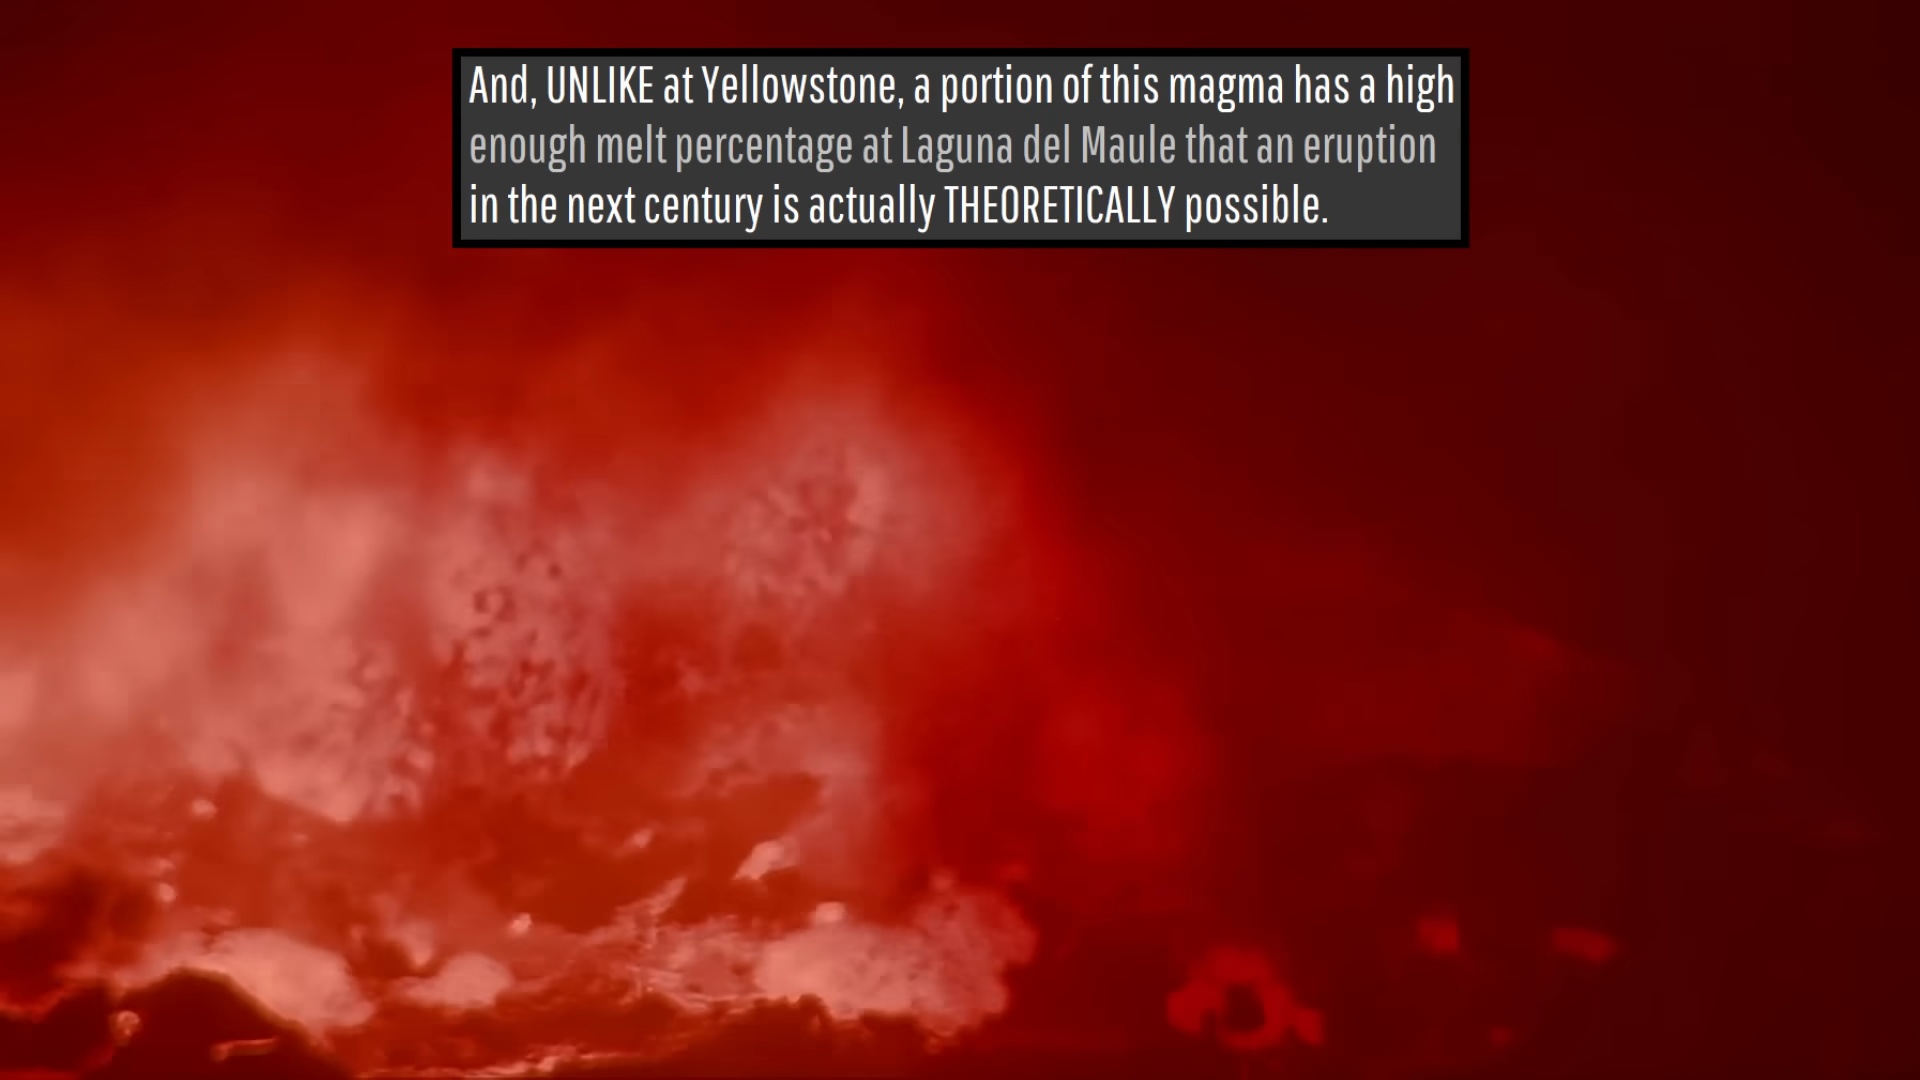 And, UNLIKE at Yellowstone, a portion of this magma has a high
enough melt percentage at Laguna del Maule that an eruption
in the next century is actually THEORETICALLY possible.